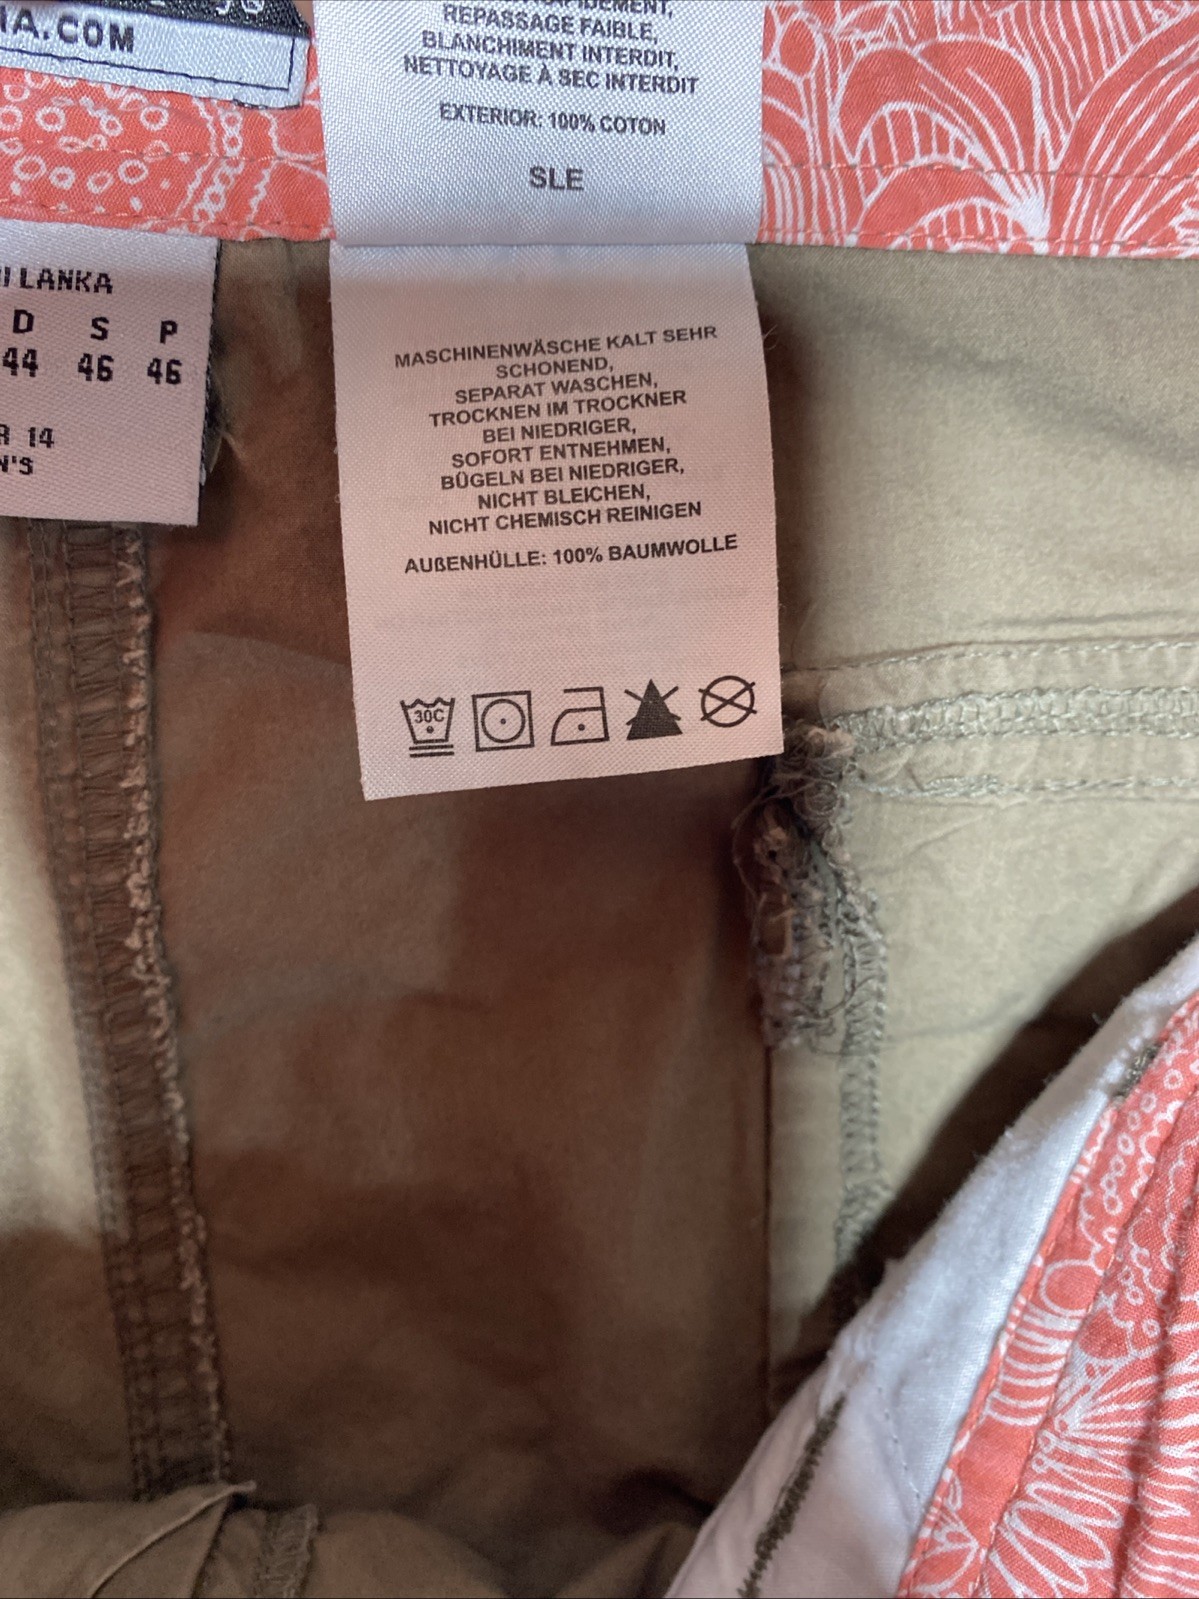 A.COM
REPASSAGE FAIBLE,
BLANCHIMENT INTERDIT,
NETTOYAGE À SEC INTERDIT
EXTERIOR: 100% COTON
SLE
LANKA
D S P
44 46 46
14
N'S
MASCHINENWÄSCHE KALT SEHR
SCHONEND,
SEPARAT WASCHEN,
TROCKNEN IM TROCKNER
BEI NIEDRIGER,
SOFORT ENTNEHMEN,
BÜGELN BEI NIEDRIGER,
NICHT BLEICHEN,
NICHT CHEMISCH REINIGEN
AUßENHÜLLE: 100% BAUMWOLLE
30C